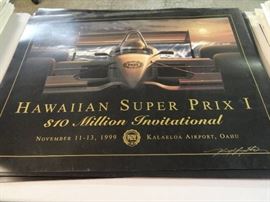 HAWAIIAN SUPER PRIX I
$10 Million Invitational
NOVEMBER 11-13, 1999 KALAELOA AIRPORT, OAHU